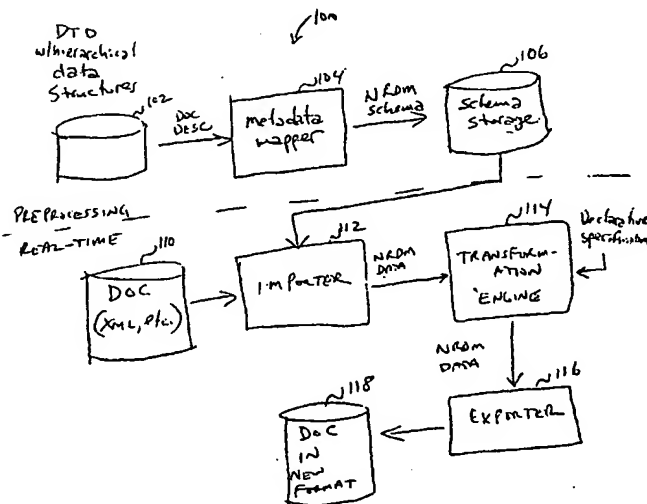 DTD
w/hierarchical
data
structures
100
102
DOC
DESC
104
metadata
mapper
NRDM
SCHEMA
106
schema
storage
PREPROCESSING
REAL-TIME
110
DOC
(XML, etc.)
112
IMPORTER
NRDM
DATA
114
TRANSFORM-
ATION
ENGINE
Declarative
Specification
NRDM
DATA
116
EXPORTER
118
DOC
IN
NEW
FORMAT